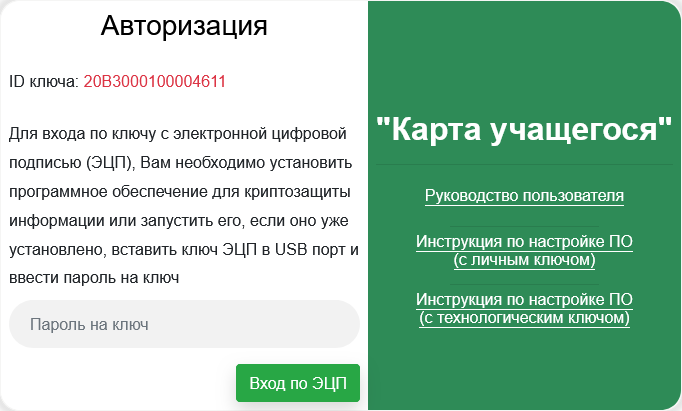 Авторизация
ID ключа: 20B3000100004611
Для входа по ключу с электронной цифровой
подписью (ЭЦП), Вам необходимо установить
программное обеспечение для криптозащиты
информации или запустить его, если оно уже
установлено, вставить ключ ЭЦП в USB порт и
ввести пароль на ключ
Пароль на ключ
Вход по ЭЦП
"Карта учащегося"
Руководство пользователя
Инструкция по настройке ПО
(с личным ключом)
Инструкция по настройке ПО
(с технологическим ключом)